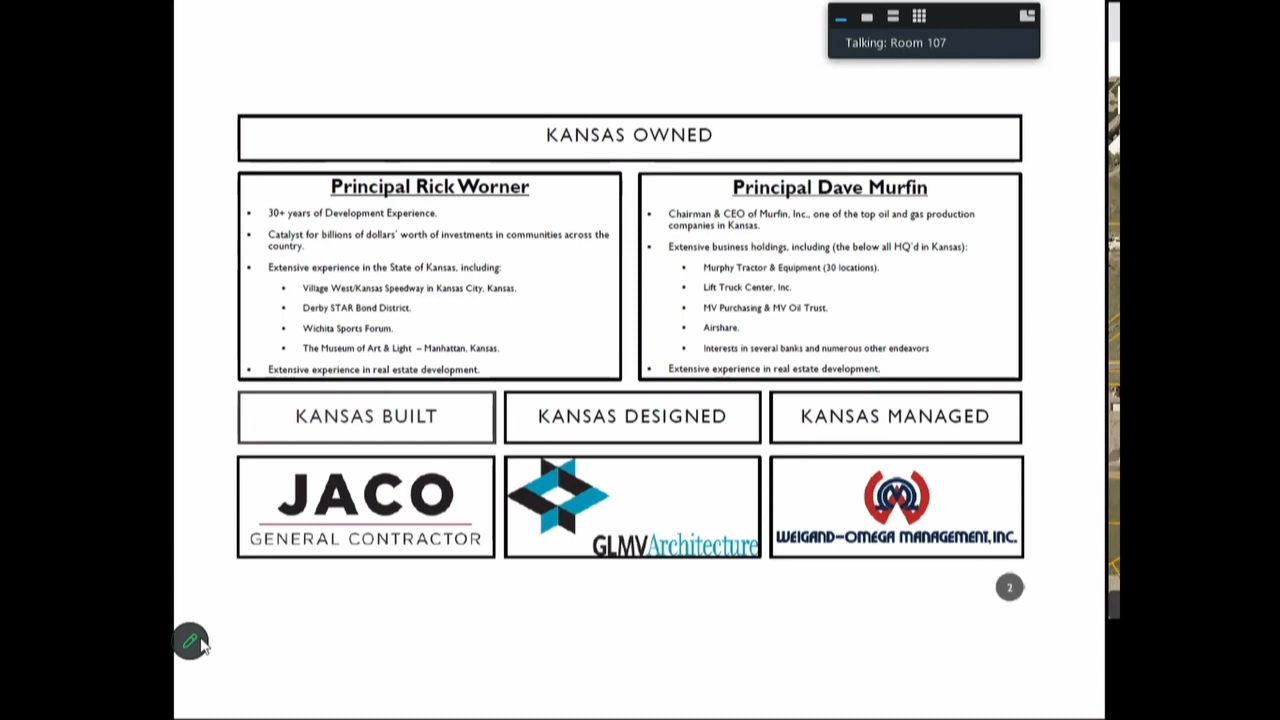 Talking: Room 107
KANSAS OWNED
Principal Rick Worner
30+ years of Development Experience.
Catalyst for billions of dollars' worth of investments in communities across the
country.
Extensive experience in the State of Kansas, including:
Village West/Kansas Speedway in Kansas City, Kansas.
Derby STAR Bond District.
Wichita Sports Forum.
The Museum of Art & Light – Manhattan, Kansas.
Extensive experience in real estate development.
Principal Dave Murfin
Chairman & CEO of Murfin, Inc., one of the top oil and gas production
companies in Kansas.
Extensive business holdings, including (the below all HQ'd in Kansas):
Murphy Tractor & Equipment (30 locations).
Lift Truck Center, Inc.
MV Purchasing & MV Oil Trust.
Airshare.
Interests in several banks and numerous other endeavors
Extensive experience in real estate development.
KANSAS BUILT
KANSAS DESIGNED
KANSAS MANAGED
JACO
GENERAL CONTRACTOR
GLMVArchitecture
WEIGAND-OMEGA MANAGEMENT, INC.
2